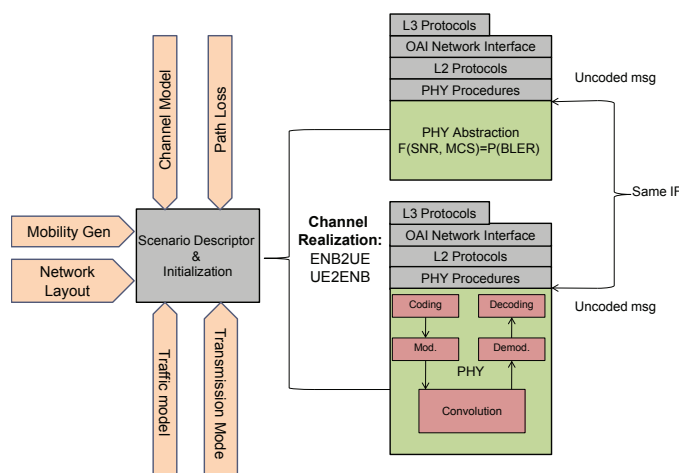 Channel Model
Path Loss
Mobility Gen
Network
Layout
Scenario Descriptor
&
Initialization
Traffic model
Transmission Mode
Channel
Realization:
ENB2UE
UE2ENB
L3 Protocols
OAI Network Interface
L2 Protocols
PHY Procedures
PHY Abstraction
F(SNR, MCS)=P(BLER)
Uncoded msg
Same IF
L3 Protocols
OAI Network Interface
L2 Protocols
PHY Procedures
Uncoded msg
Coding
Decoding
Mod.
Demod.
PHY
Convolution